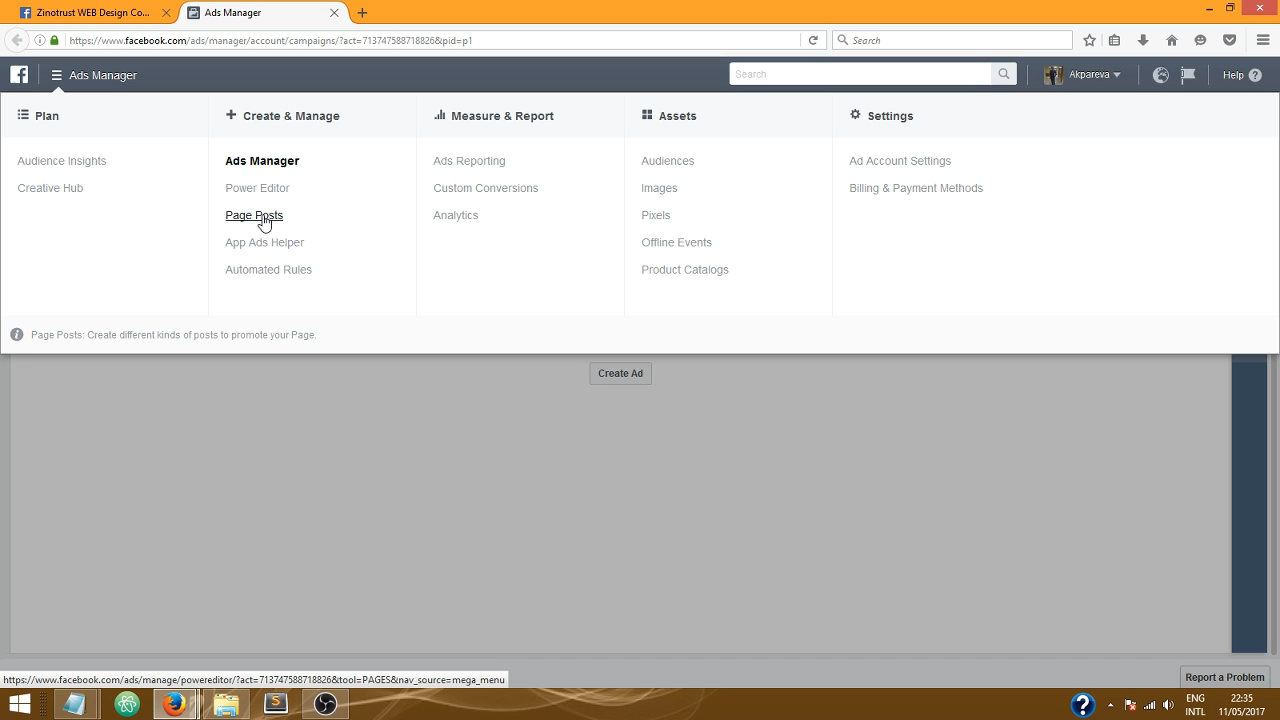 Zinotrust WEB Design Co...
Ads Manager
https://www.facebook.com/ads/manager/account/campaigns/?act=713747588718826&pid=p1
Search
Ads Manager
Search
Akpareva
Help
Plan
Audience Insights
Creative Hub
Create & Manage
Ads Manager
Power Editor
Page Posts
App Ads Helper
Automated Rules
Measure & Report
Ads Reporting
Custom Conversions
Analytics
Assets
Audiences
Images
Pixels
Offline Events
Product Catalogs
Settings
Ad Account Settings
Billing & Payment Methods
Page Posts: Create different kinds of posts to promote your Page.
Create Ad
https://www.facebook.com/ads/manage/powereditor/?act=713747588718826&tool=PAGES&nav_source=mega_menu
Report a Problem
ENG
INTL
22:35
11/05/2017